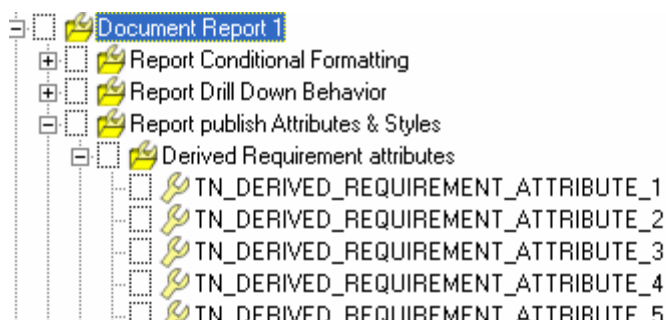 Document Report 1
Report Conditional Formatting
Report Drill Down Behavior
Report publish Attributes & Styles
Derived Requirement attributes
TN_DERIVED_REQUIREMENT_ATTRIBUTE_1
TN_DERIVED_REQUIREMENT_ATTRIBUTE_2
TN_DERIVED_REQUIREMENT_ATTRIBUTE_3
TN_DERIVED_REQUIREMENT_ATTRIBUTE_4
TN_DERIVED_REQUIREMENT_ATTRIBUTE_5